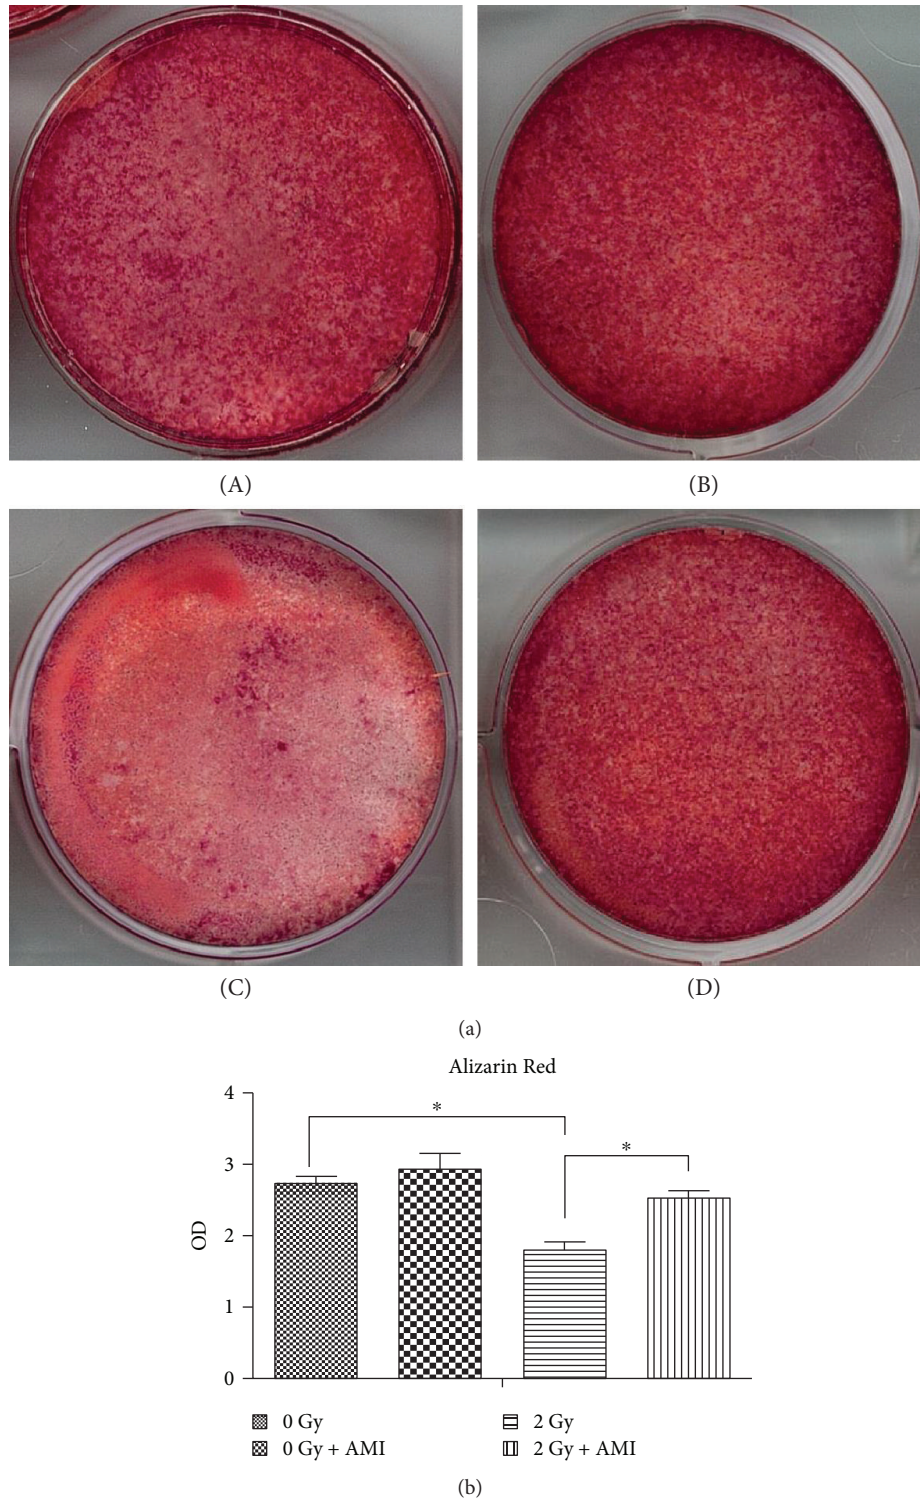 (A)
(B)
(C)
(D)
(a)
Alizarin Red
4
3
2
1
0
OD
*
*
0 Gy
0 Gy + AMI
2 Gy
2 Gy + AMI
(b)